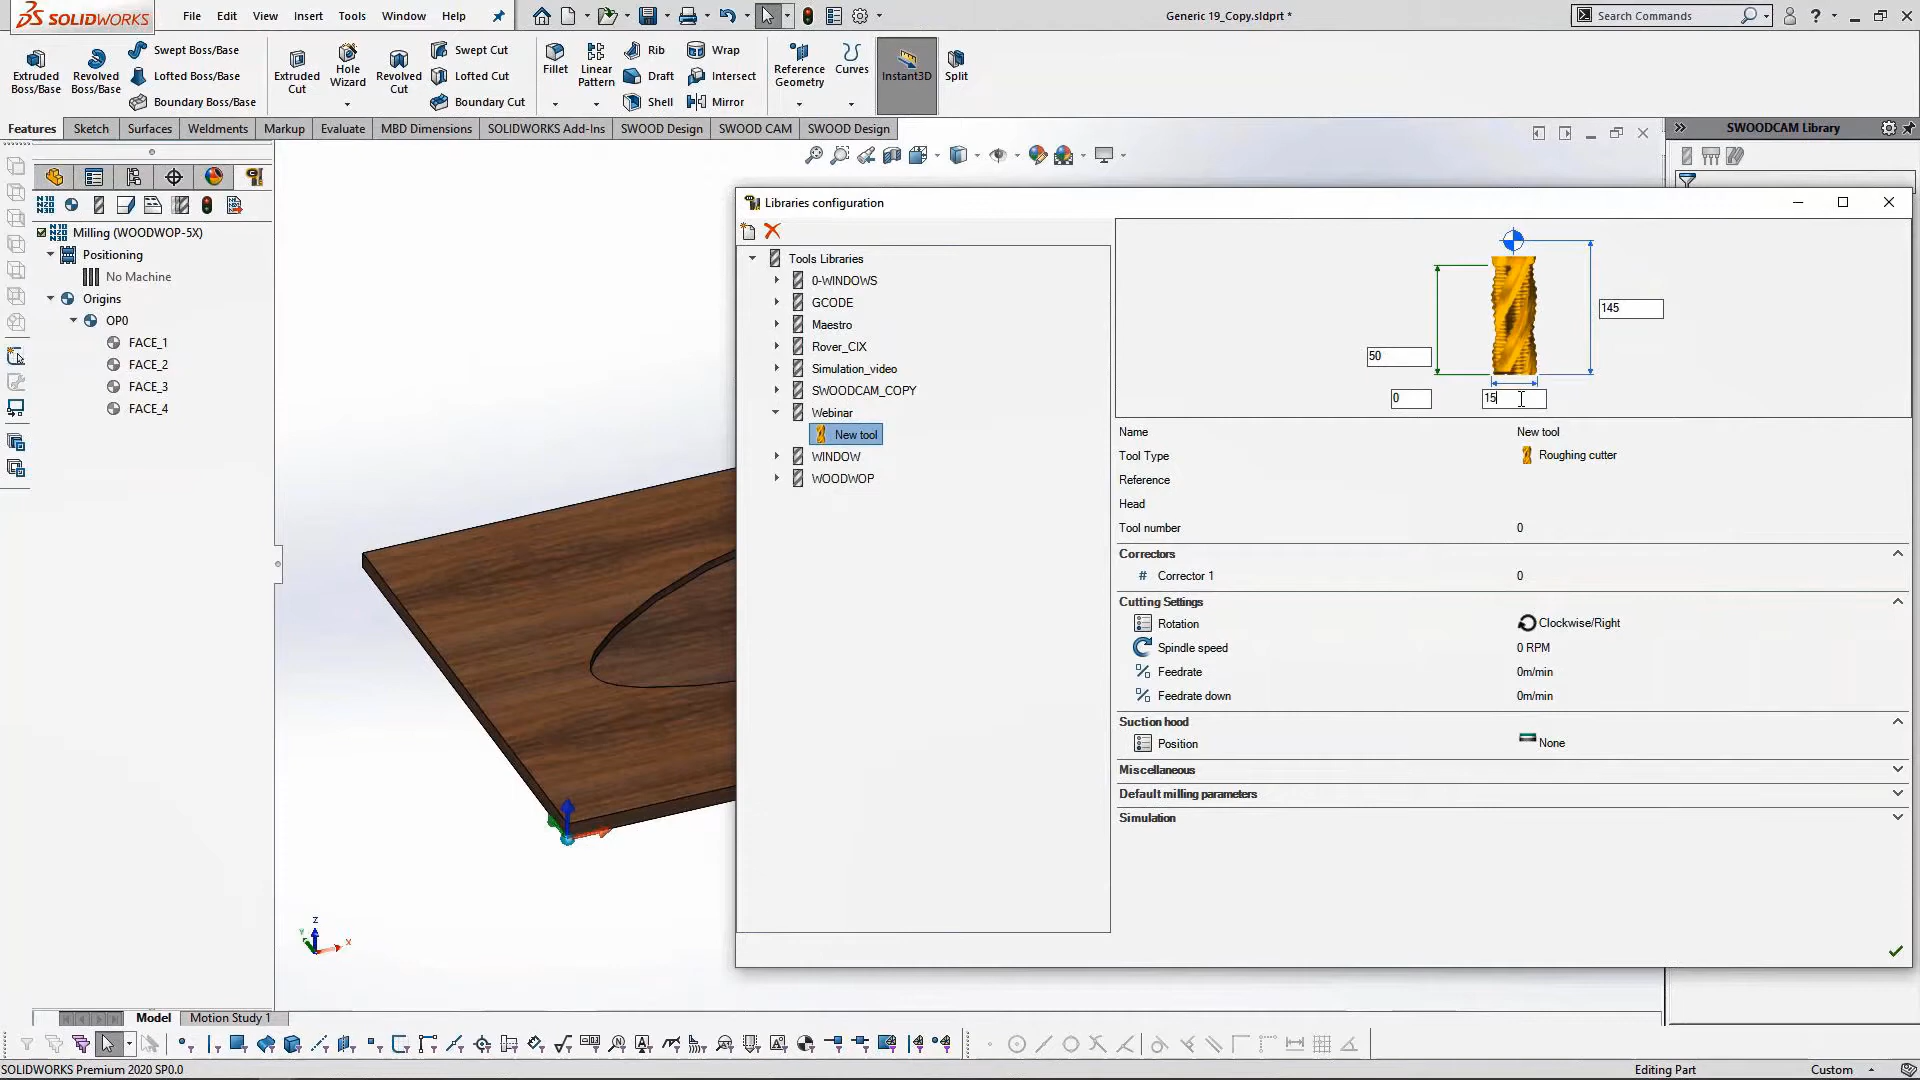 SOLIDWORKS
File Edit View Insert Tools Window Help
Generic 19_Copy.sldprt *
Search Commands
Extruded Boss/Base
Revolved Boss/Base
Swept Boss/Base
Lofted Boss/Base
Boundary Boss/Base
Extruded Cut
Hole Wizard
Revolved Cut
Swept Cut
Lofted Cut
Boundary Cut
Fillet
Linear Pattern
Rib
Draft
Shell
Wrap
Intersect
Mirror
Reference Geometry
Curves
Instant3D
Split
Features Sketch Surfaces Weldments Markup Evaluate MBD Dimensions SOLIDWORKS Add-Ins SWOOD Design SWOOD CAM SWOOD Design
SWOODCAM Library
Milling (WOODWOP-5X)
Positioning
No Machine
Origins
OP0
FACE_1
FACE_2
FACE_3
FACE_4
Libraries configuration
Tools Libraries
0-WINDOWS
GCODE
Maestro
Rover_CIX
Simulation_video
SWOODCAM_COPY
Webinar
New tool
WINDOW
WOODWOP
145
50
0
15
Name New tool
Tool Type Roughing cutter
Reference
Head
Tool number 0
Correctors
# Corrector 1 0
Cutting Settings
Rotation Clockwise/Right
Spindle speed 0 RPM
Feedrate 0m/min
Feedrate down 0m/min
Suction hood
Position None
Miscellaneous
Default milling parameters
Simulation
Z
Y
X
Model Motion Study 1
SOLIDWORKS Premium 2020 SP0.0
Editing Part
Custom